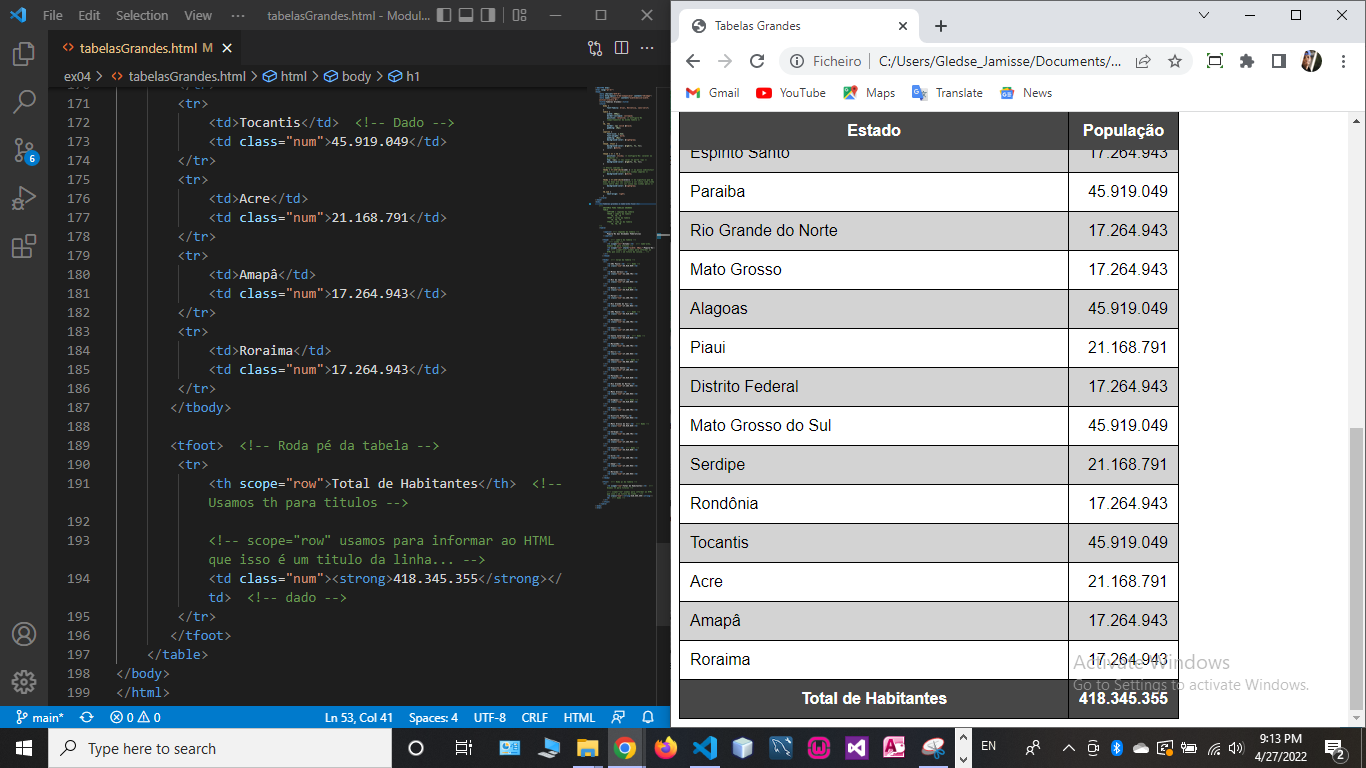 File Edit Selection View ··· tabelasGrandes.html - Modul...
tabelasGrandes.html M
ex04 > tabelasGrandes.html > html > body > h1
171 <tr>
172 <td>Tocantis</td> <!-- Dado -->
173 <td class="num">45.919.049</td>
174 </tr>
175 <tr>
176 <td>Acre</td>
177 <td class="num">21.168.791</td>
178 </tr>
179 <tr>
180 <td>Amapâ</td>
181 <td class="num">17.264.943</td>
182 </tr>
183 <tr>
184 <td>Roraima</td>
185 <td class="num">17.264.943</td>
186 </tr>
187 </tbody>
188
189 <tfoot> <!-- Roda pé da tabela -->
190 <tr>
191 <th scope="row">Total de Habitantes</th> <!--
Usamos th para titulos -->
192
193 <!-- scope="row" usamos para informar ao HTML
que isso é um titulo da linha... -->
194 <td class="num"><strong>418.345.355</strong></
td> <!-- dado -->
195 </tr>
196 </tfoot>
197 </table>
198 </body>
199 </html>
6
main* 0 0 Ln 53, Col 41 Spaces: 4 UTF-8 CRLF HTML
Tabelas Grandes
Ficheiro | C:/Users/Gledse_Jamisse/Documents/...
Gmail YouTube Maps Translate News
Estado População
Espirito Santo 17.264.943
Paraiba 45.919.049
Rio Grande do Norte 17.264.943
Mato Grosso 17.264.943
Alagoas 45.919.049
Piaui 21.168.791
Distrito Federal 17.264.943
Mato Grosso do Sul 45.919.049
Serdipe 21.168.791
Rondônia 17.264.943
Tocantis 45.919.049
Acre 21.168.791
Amapâ 17.264.943
Roraima 17.264.943
Total de Habitantes 418.345.355
Activate Windows
Go to Settings to activate Windows.
Type here to search
EN
9:13 PM
4/27/2022
2